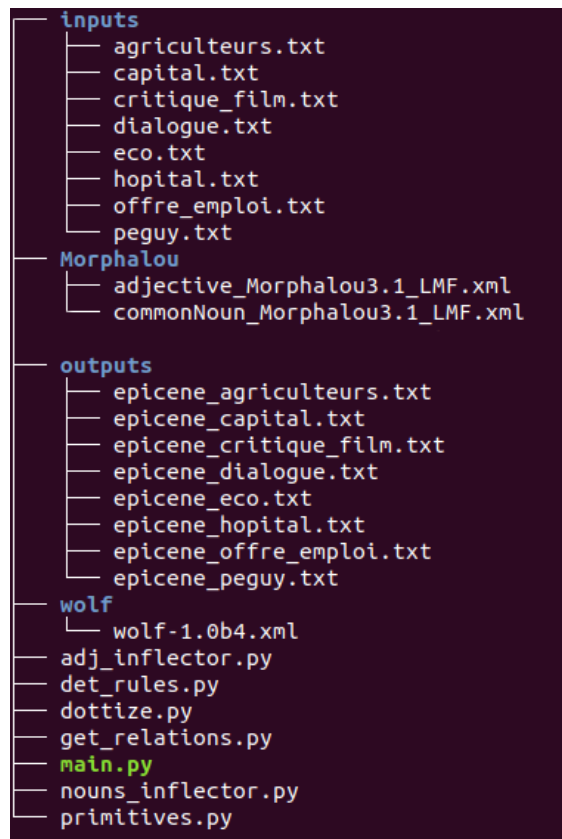 inputs
agriculteurs.txt
capital.txt
critique_film.txt
dialogue.txt
eco.txt
hopital.txt
offre_emploi.txt
peguy.txt
Morphalou
adjective_Morphalou3.1_LMF.xml
commonNoun_Morphalou3.1_LMF.xml
outputs
epicene_agriculteurs.txt
epicene_capital.txt
epicene_critique_film.txt
epicene_dialogue.txt
epicene_eco.txt
epicene_hopital.txt
epicene_offre_emploi.txt
epicene_peguy.txt
wolf
wolf-1.0b4.xml
adj_inflector.py
det_rules.py
dottize.py
get_relations.py
main.py
nouns_inflector.py
primitives.py